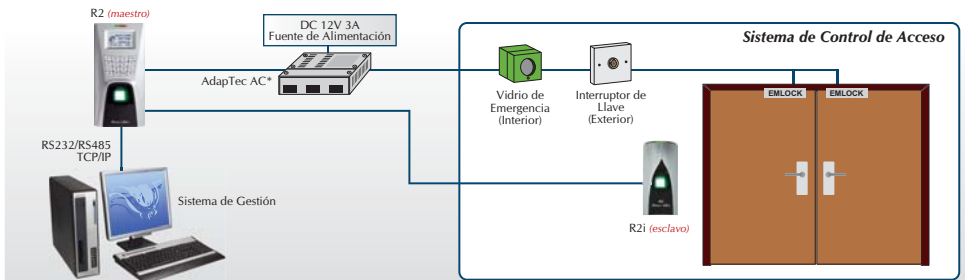 R2 (maestro)
DC 12V 3A
Fuente de Alimentación
AdapTec AC*
Sistema de Control de Acceso
Vidrio de
Emergencia
(Interior)
Interruptor de
Llave
(Exterior)
EMLOCK
EMLOCK
RS232/RS485
TCP/IP
Sistema de Gestión
R2i (esclavo)